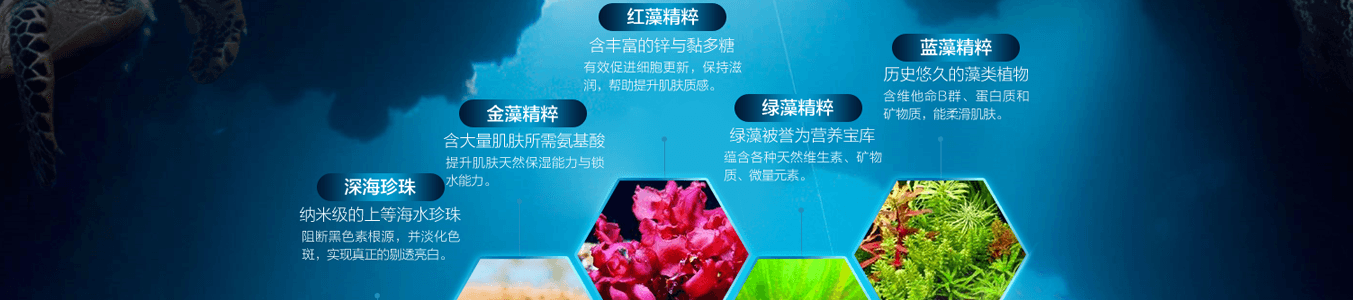 红藻精粹
含丰富的锌与黏多糖
有效促进细胞更新，保持滋
润，帮助提升肌肤质感。
蓝藻精粹
历史悠久的藻类植物
含维他命B群、蛋白质和
矿物质，能柔滑肌肤。
金藻精粹
含大量肌肤所需氨基酸
提升肌肤天然保湿能力与锁
水能力。
绿藻精粹
绿藻被誉为营养宝库
蕴含各种天然维生素、矿物
质、微量元素。
深海珍珠
纳米级的上等海水珍珠
阻断黑色素根源，并淡化色
斑，实现真正的剔透亮白。